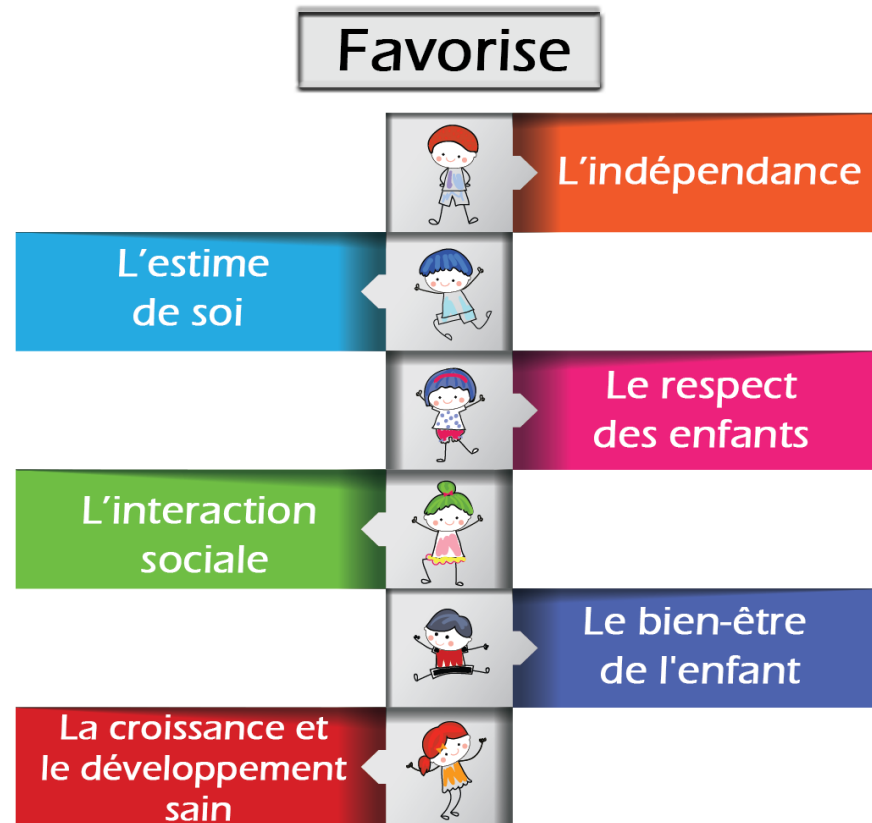 Favorise
L'indépendance
L'estime
de soi
Le respect
des enfants
L'interaction
sociale
Le bien-être
de l'enfant
La croissance et
le développement
sain